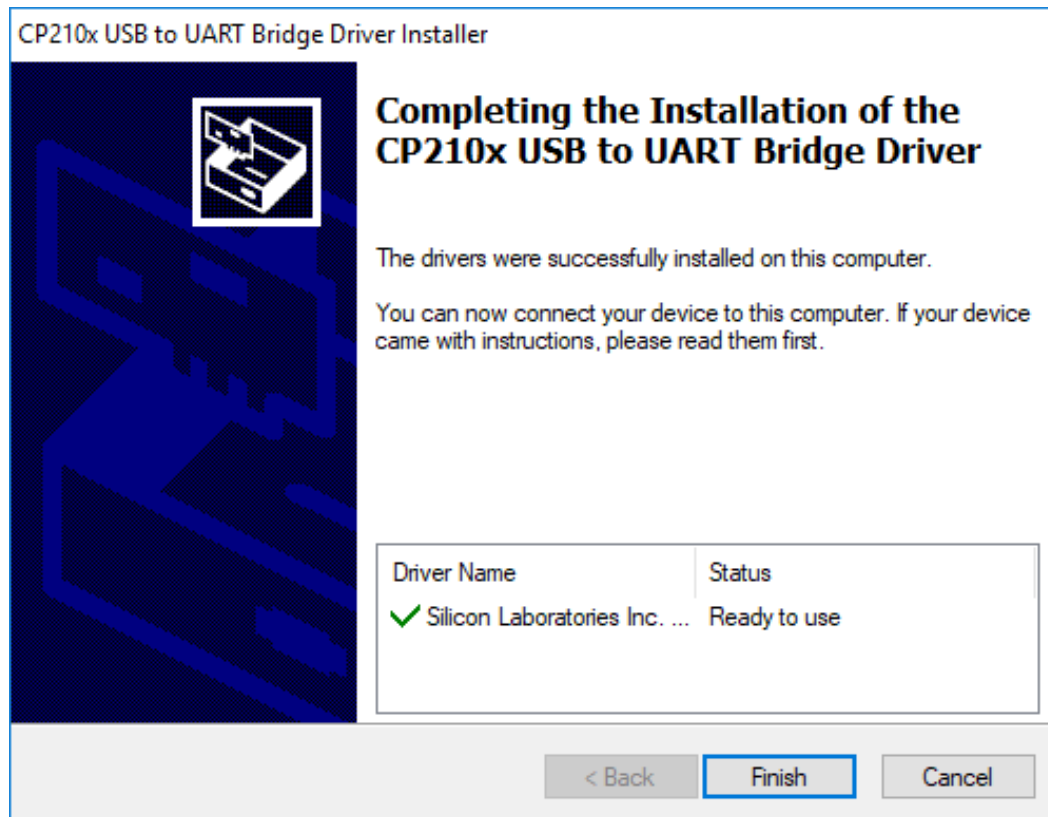 CP210x USB to UART Bridge Driver Installer
Completing the Installation of the
CP210x USB to UART Bridge Driver
The drivers were successfully installed on this computer.
You can now connect your device to this computer. If your device
came with instructions, please read them first.
Driver Name Status
Silicon Laboratories Inc. ... Ready to use
< Back Finish Cancel